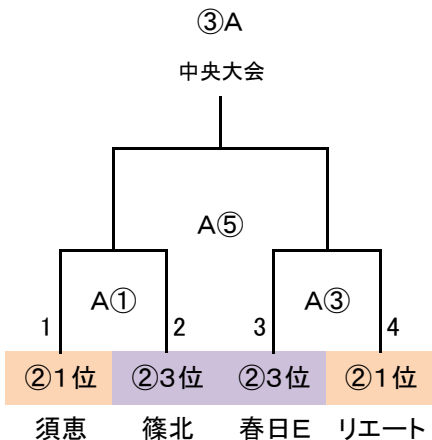 ③A
中央大会
A⑤
A① A③
1 2 3 4
②1位 ②3位 ②3位 ②1位
須恵 篠北 春日E リエート